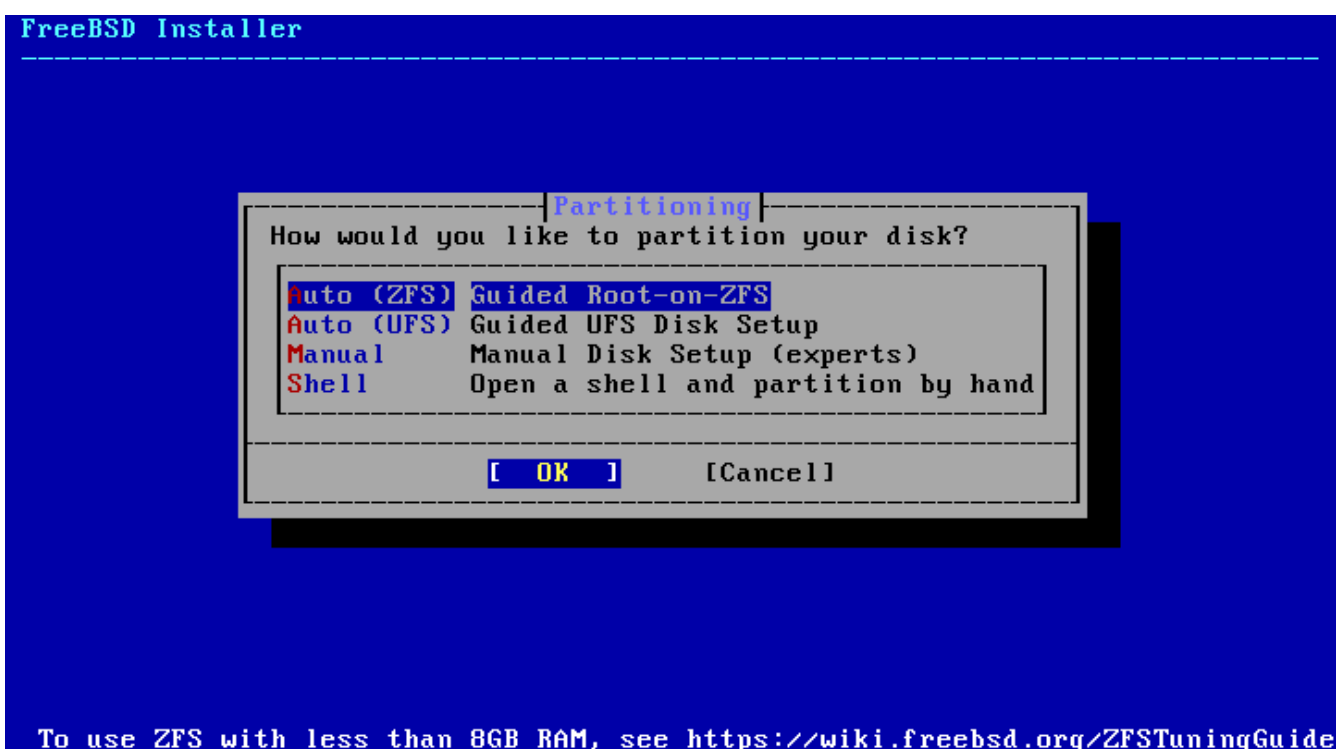 FreeBSD Installer
Partitioning
How would you like to partition your disk?
Auto (ZFS) Guided Root-on-ZFS
Auto (UFS) Guided UFS Disk Setup
Manual Manual Disk Setup (experts)
Shell Open a shell and partition by hand
[ OK ] [Cancel]
To use ZFS with less than 8GB RAM, see https://wiki.freebsd.org/ZFSTuningGuide